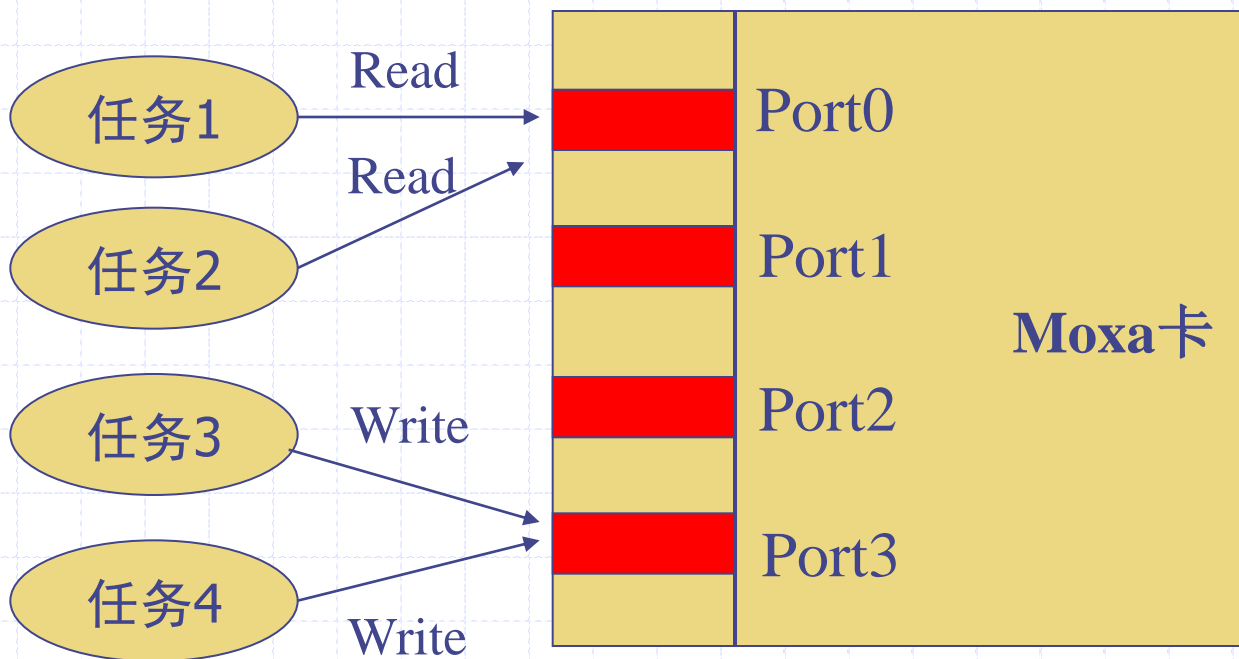 任务1
Read
Port0
任务2
Read
Port1
Moxa卡
任务3
Write
Port2
任务4
Write
Port3